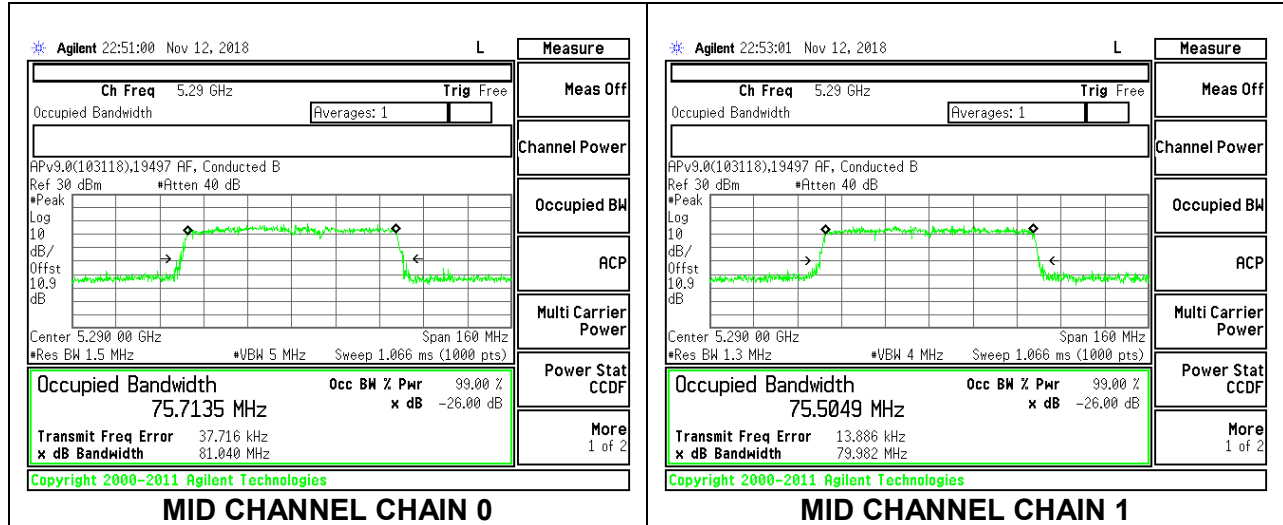 Agilent 22:51:00 Nov 12, 2018 L
Measure
Ch Freq 5.29 GHz Trig Free
Meas Off
Occupied Bandwidth Averages: 1
Channel Power
APv9.0(103118),19497 AF, Conducted B
Ref 30 dBm #Atten 40 dB
#Peak
Occupied BW
Log
10
dB/
ACP
Offst
10.9
dB
Multi Carrier
Power
Center 5.290 00 GHz Span 160 MHz
#Res BW 1.5 MHz #VBW 5 MHz Sweep 1.066 ms (1000 pts)
Power Stat
CCDF
Occupied Bandwidth Occ BW % Pwr 99.00 %
75.7135 MHz x dB -26.00 dB
More
1 of 2
Transmit Freq Error 37.716 kHz
x dB Bandwidth 81.040 MHz
Copyright 2000-2011 Agilent Technologies
MID CHANNEL CHAIN 0
Agilent 22:53:01 Nov 12, 2018 L
Measure
Ch Freq 5.29 GHz Trig Free
Meas Off
Occupied Bandwidth Averages: 1
Channel Power
APv9.0(103118),19497 AF, Conducted B
Ref 30 dBm #Atten 40 dB
#Peak
Occupied BW
Log
10
dB/
ACP
Offst
10.9
dB
Multi Carrier
Power
Center 5.290 00 GHz Span 160 MHz
#Res BW 1.3 MHz #VBW 4 MHz Sweep 1.066 ms (1000 pts)
Power Stat
CCDF
Occupied Bandwidth Occ BW % Pwr 99.00 %
75.5049 MHz x dB -26.00 dB
More
1 of 2
Transmit Freq Error 13.886 kHz
x dB Bandwidth 79.982 MHz
Copyright 2000-2011 Agilent Technologies
MID CHANNEL CHAIN 1